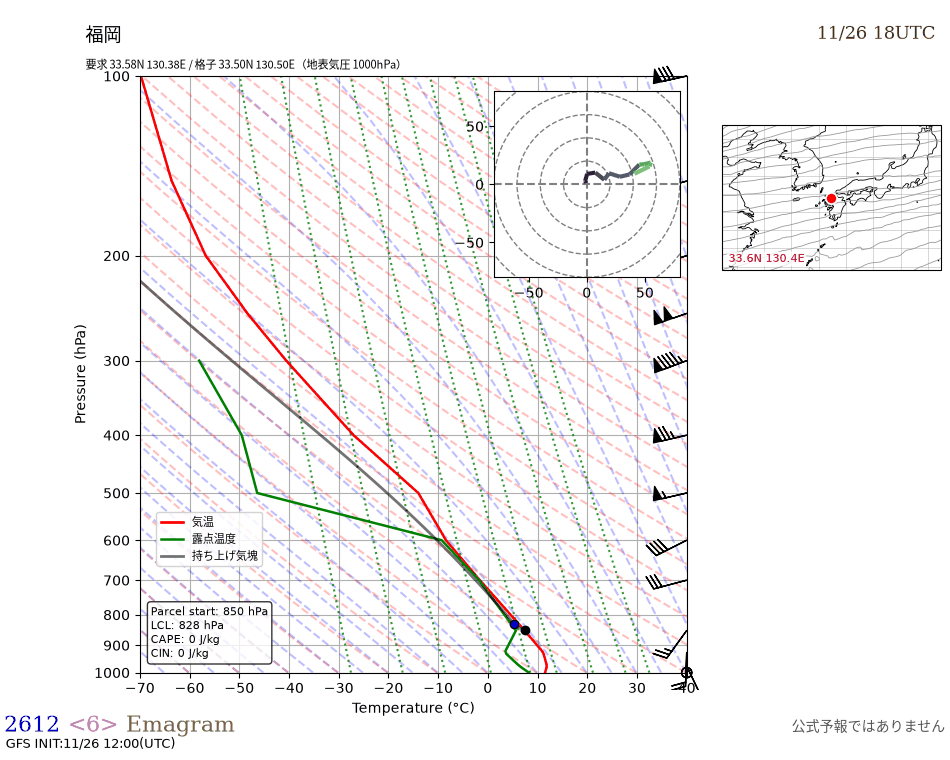 福岡
11/26 18UTC
要求 33.58N 130.38E / 格子 33.50N 130.50E（地表気圧 1000hPa）
100
200
300
400
500
600
700
800
900
1000
Pressure (hPa)
50
0
−50
−50 0 50
33.6N 130.4E
気温
露点温度
持ち上げ気塊
Parcel start: 850 hPa
LCL: 828 hPa
CAPE: 0 J/kg
CIN: 0 J/kg
−70 −60 −50 −40 −30 −20 −10 0 10 20 30 40
Temperature (°C)
2612 <6> Emagram
公式予報ではありません
GFS INIT:11/26 12:00(UTC)